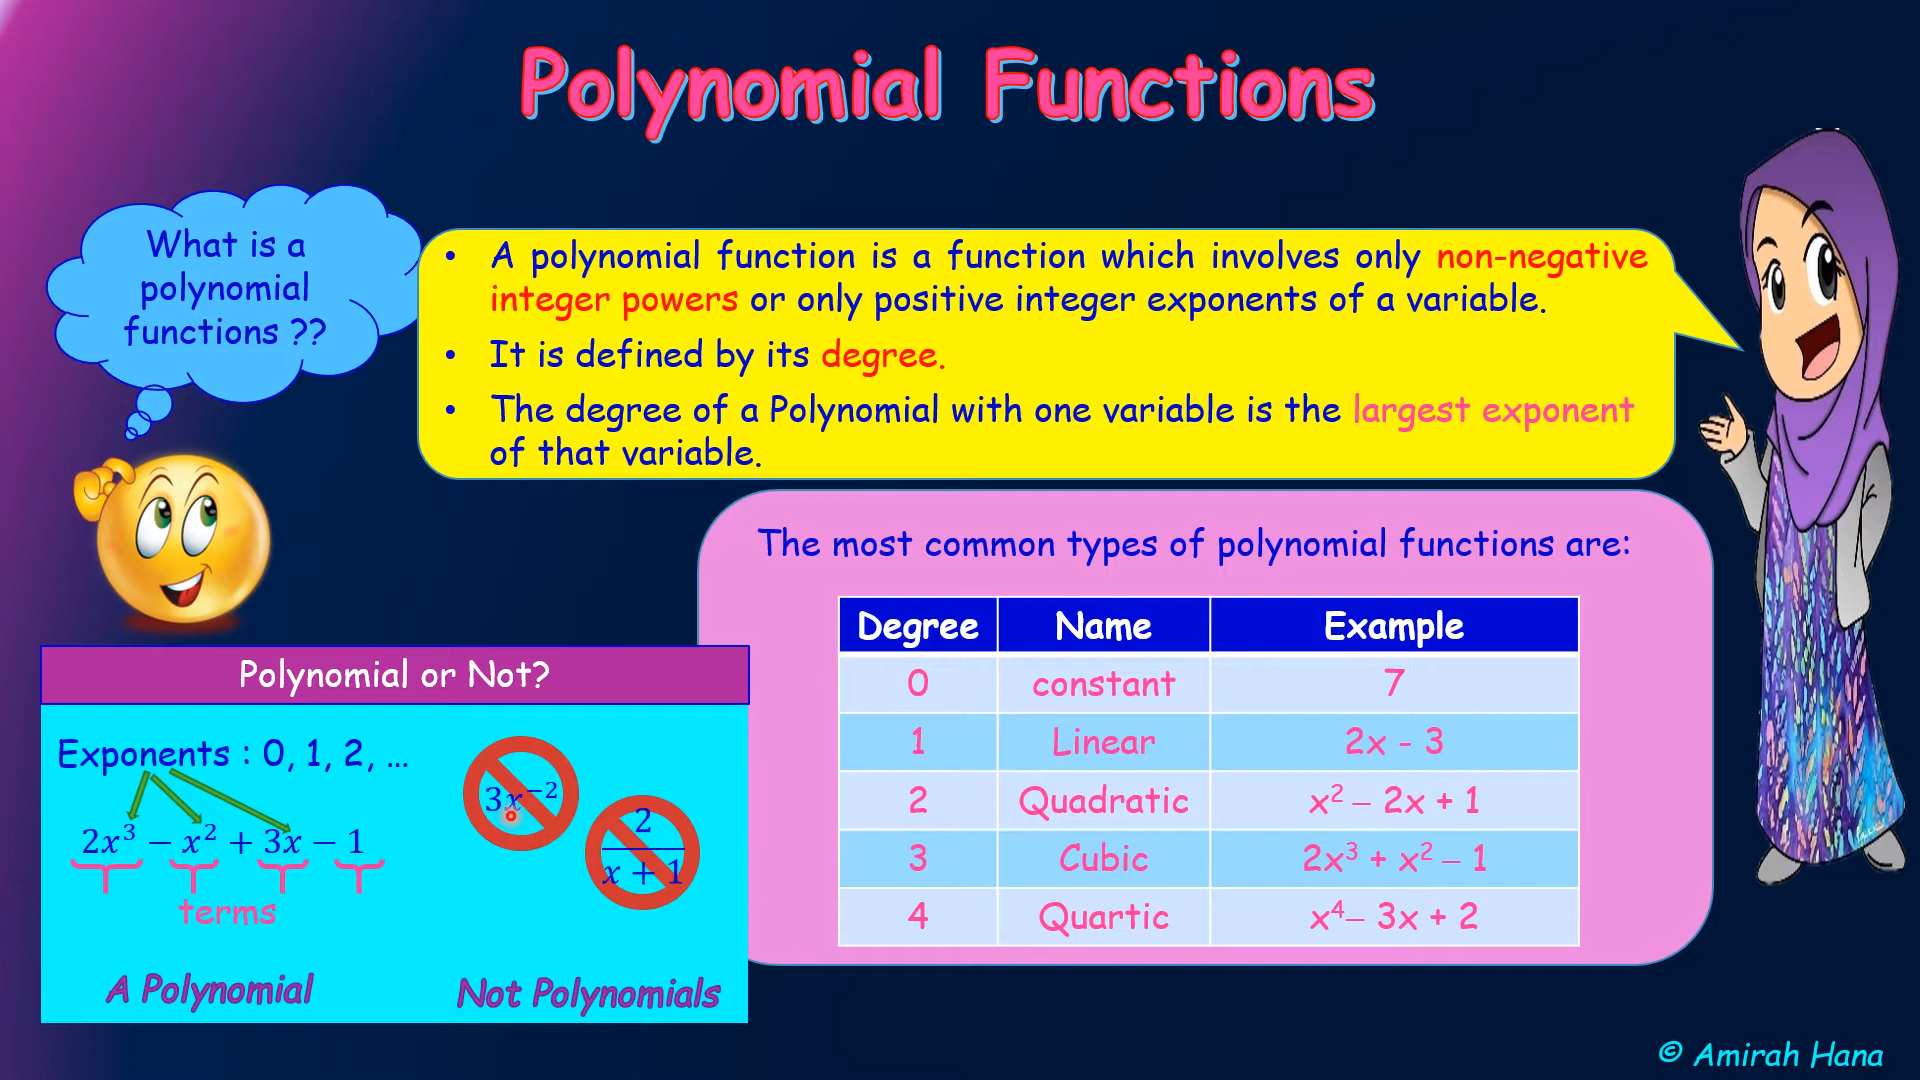 Polynomial Functions
What is a
polynomial
functions ??
• A polynomial function is a function which involves only non-negative
integer powers or only positive integer exponents of a variable.
• It is defined by its degree.
• The degree of a Polynomial with one variable is the largest exponent
of that variable.
The most common types of polynomial functions are:
Degree Name Example
0 constant 7
1 Linear 2x - 3
2 Quadratic x² – 2x + 1
3 Cubic 2x³ + x² – 1
4 Quartic x⁴– 3x + 2
Polynomial or Not?
Exponents : 0, 1, 2, ...
2x³ − x² + 3x − 1
terms
A Polynomial
3x⁻²
2
x + 1
Not Polynomials
© Amirah Hana